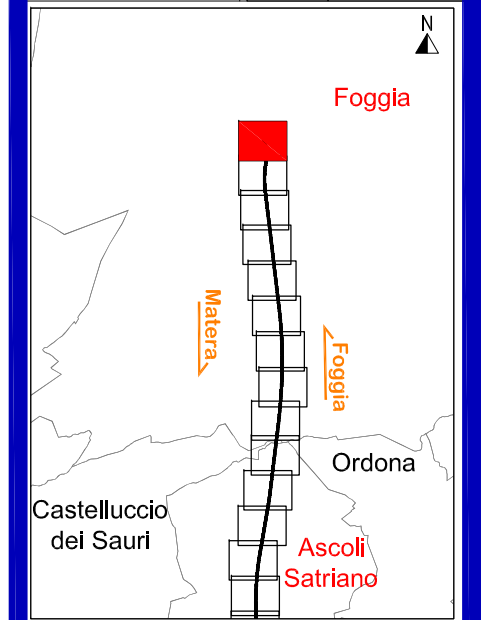 N
Foggia
Matera
Foggia
Ordona
Castelluccio
dei Sauri
Ascoli
Satriano